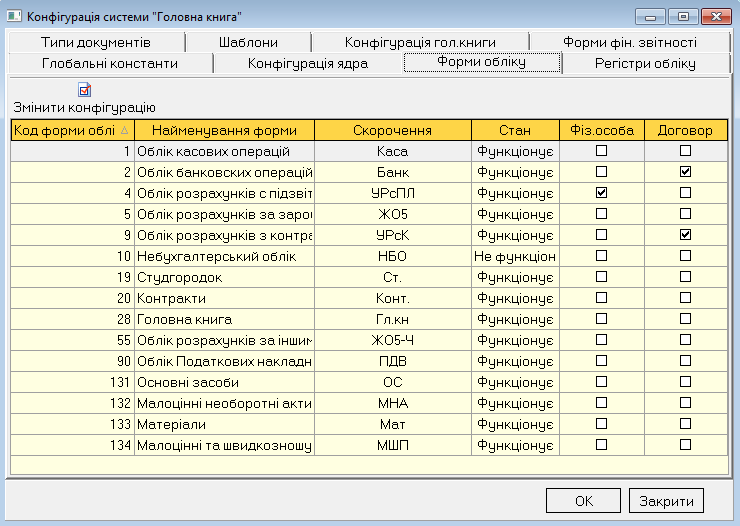 Конфігурація системи "Головна книга"
Типи документів Шаблони Конфігурація гол.книги Форми фін. звітності
Глобальні константи Конфігурація ядра Форми обліку Регістри обліку
Змінити конфігурацію
Код форми облі Найменування форми Скорочення Стан Фіз.особа Договор
1 Облік касових операцій Каса Функціонує
2 Облік банковских операцій Банк Функціонує
4 Облік розрахунків с підзвіт УРсПЛ Функціонує
5 Облік розрахунків за заро ЖО5 Функціонує
9 Облік розрахунків з контра УРсК Функціонує
10 Небухгалтерський облік НБО Не функціон
19 Студгородок Ст. Функціонує
20 Контракти Конт. Функціонує
28 Головна книга Гл.кн Функціонує
55 Облік розрахунків за іншим ЖО5-Ч Функціонує
90 Облік Податкових накладн ПДВ Функціонує
131 Основні засоби ОС Функціонує
132 Малоцінні необоротні акти МНА Функціонує
133 Матеріали Мат Функціонує
134 Малоцінні та швидкозношу МШП Функціонує
ОК Закрити